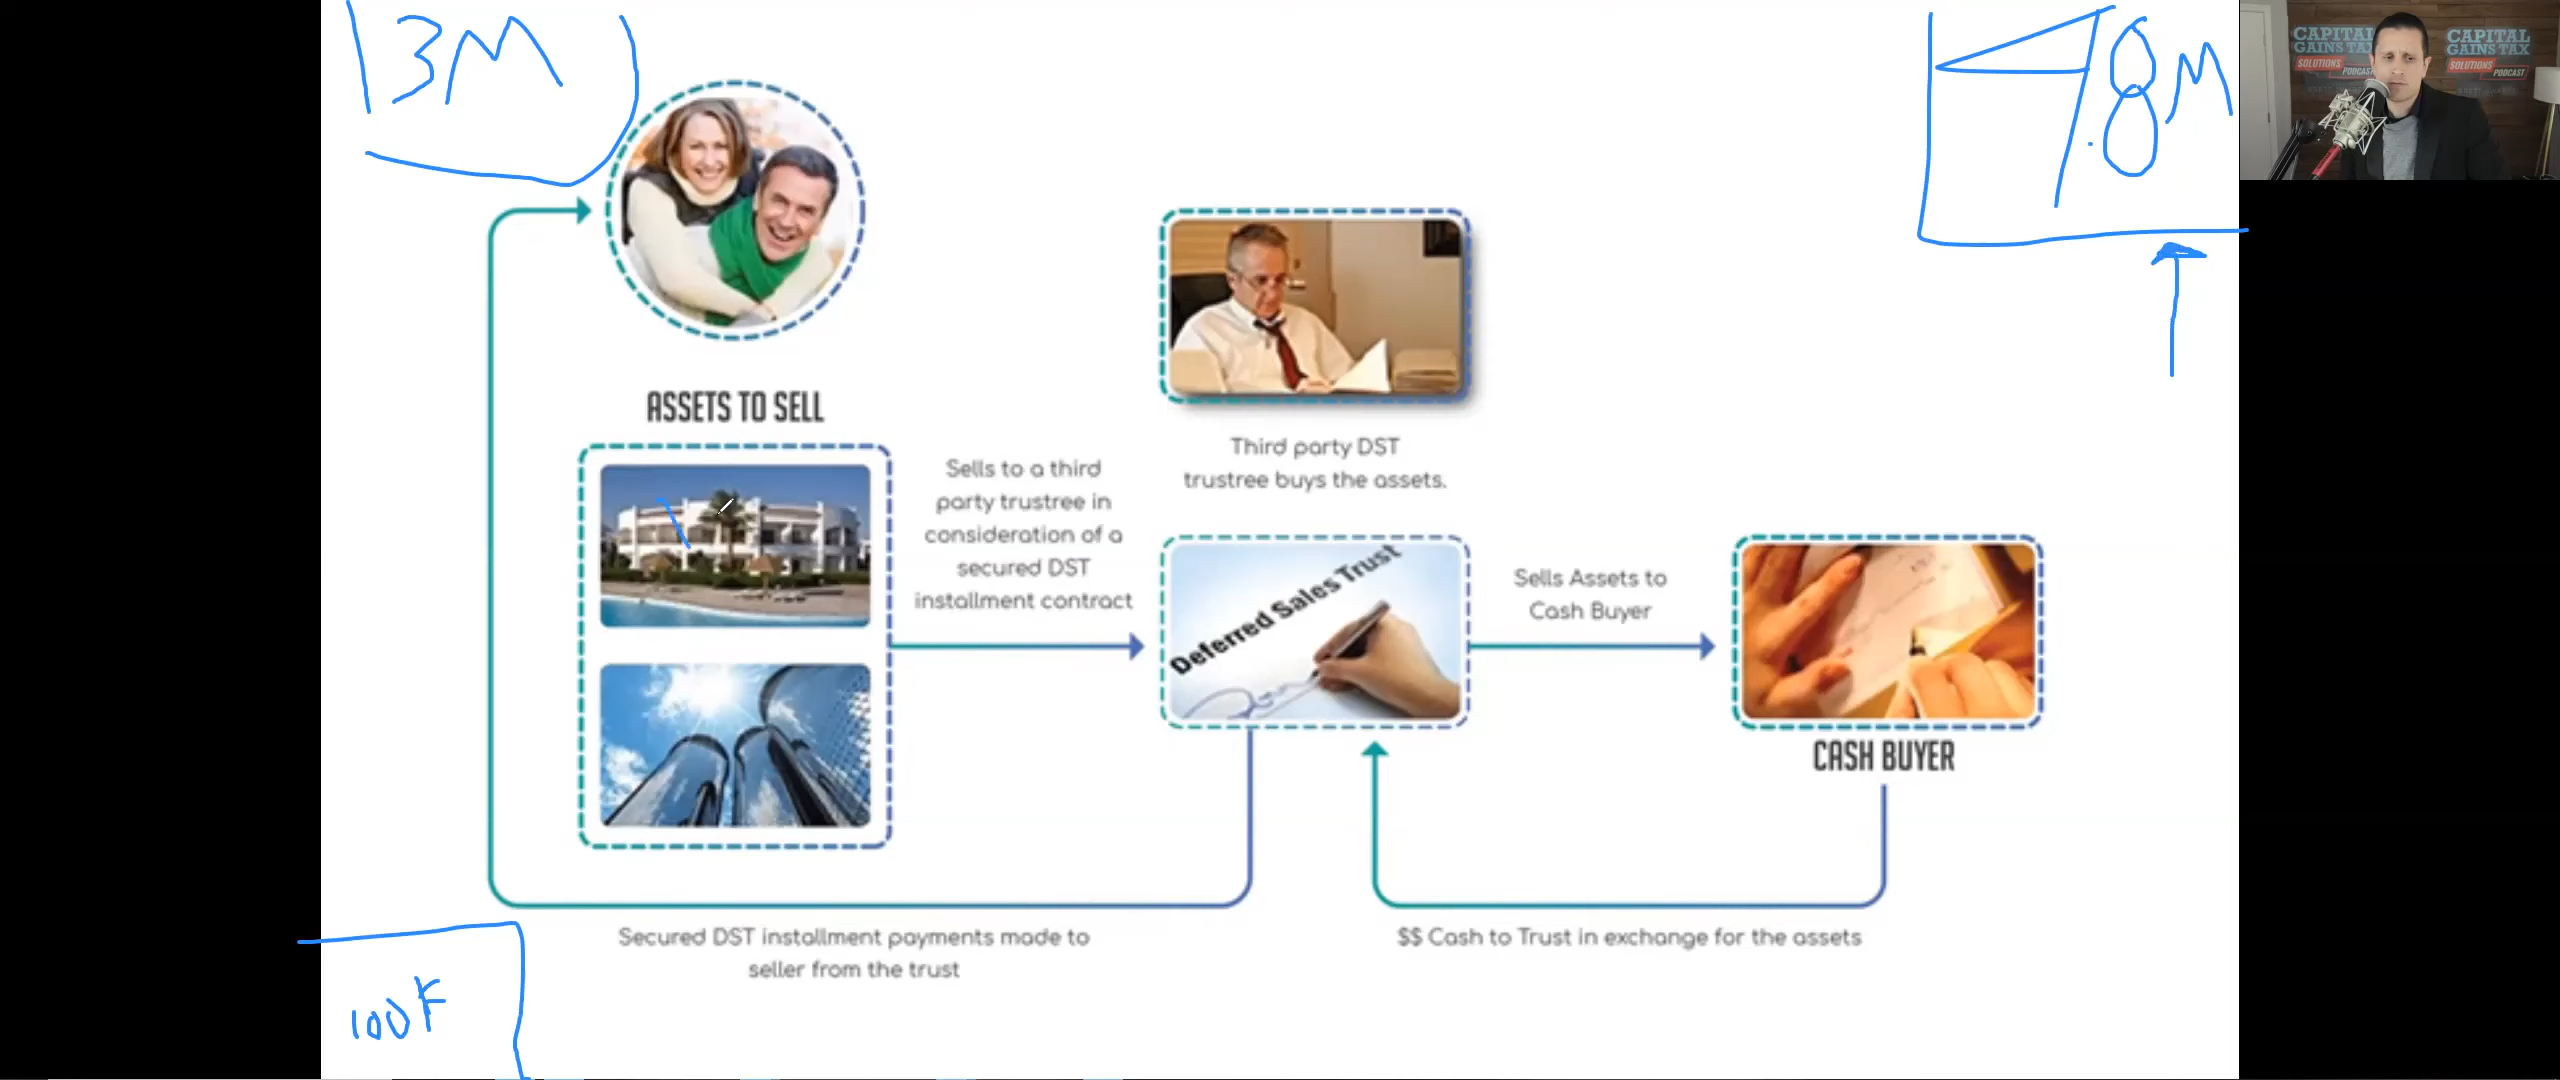 13M
7.8M
CAPITAL
GAINS TAX
SOLUTIONS
PODCAST
CAPITAL
GAINS TAX
SOLUTIONS
PODCAST
ASSETS TO SELL
Sells to a third
party trustree in
consideration of a
secured DST
installment contract
Third party DST
trustree buys the assets.
Deferred Sales Trust
Sells Assets to
Cash Buyer
CASH BUYER
Secured DST installment payments made to
seller from the trust
$$ Cash to Trust in exchange for the assets
100K